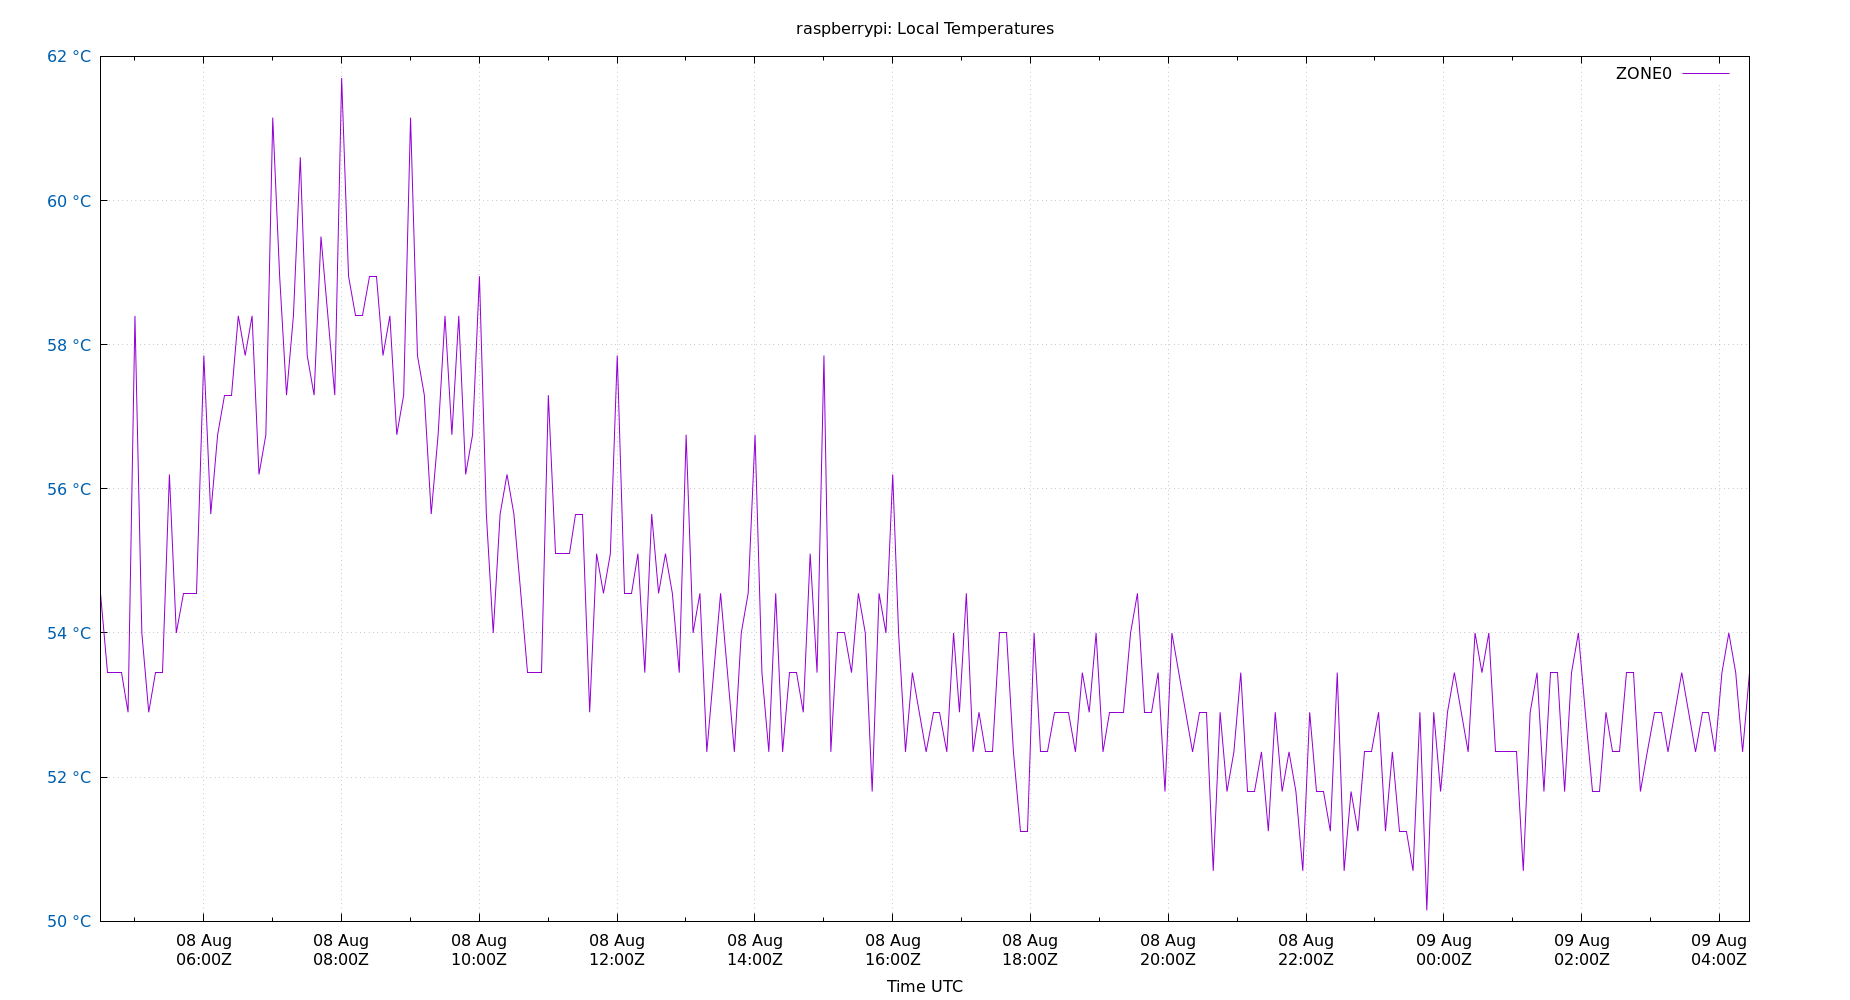 raspberrypi: Local Temperatures
62 °C
ZONE0
60 °C
58 °C
56 °C
54 °C
52 °C
50 °C
08 Aug 08 Aug 08 Aug 08 Aug 08 Aug 08 Aug 08 Aug 08 Aug 08 Aug 09 Aug 09 Aug 09 Aug
06:00Z 08:00Z 10:00Z 12:00Z 14:00Z 16:00Z 18:00Z 20:00Z 22:00Z 00:00Z 02:00Z 04:00Z
Time UTC